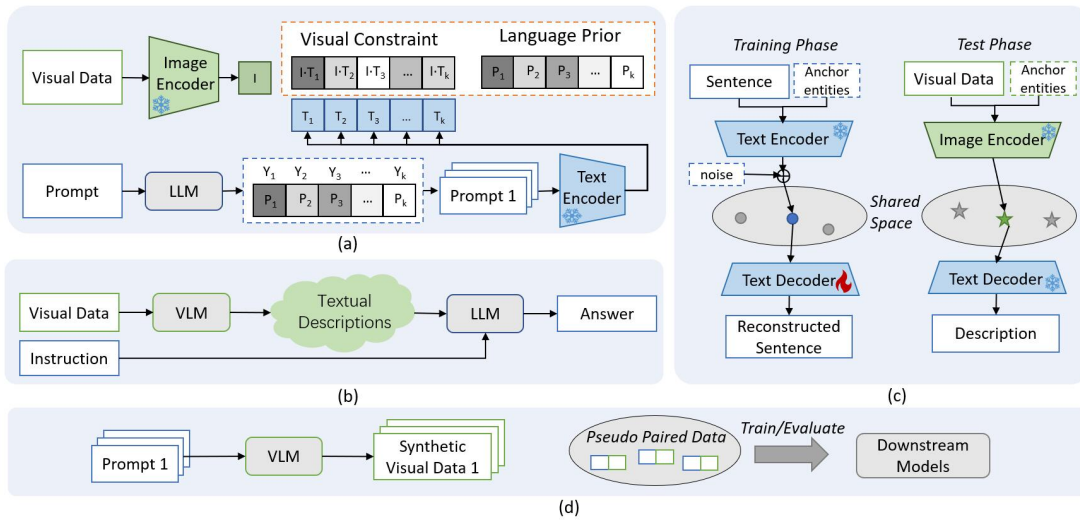 Visual Data
Image
Encoder
I
Visual Constraint
Language Prior
I·T1 I·T2 I·T3 ... I·Tk
P1 P2 P3 ... Pk
T1 T2 T3 ... Tk
Prompt
LLM
Y1 Y2 Y3 ... Yk
P1 P2 P3 ... Pk
Prompt 1
Text
Encoder
(a)
Visual Data
VLM
Textual
Descriptions
LLM
Answer
Instruction
(b)
Training Phase
Sentence
Anchor
entities
Text Encoder
noise
Shared
Space
Text Decoder
Reconstructed
Sentence
Test Phase
Visual Data
Anchor
entities
Image Encoder
Text Decoder
Description
(c)
Prompt 1
VLM
Synthetic
Visual Data 1
Pseudo Paired Data
Train/Evaluate
Downstream
Models
(d)